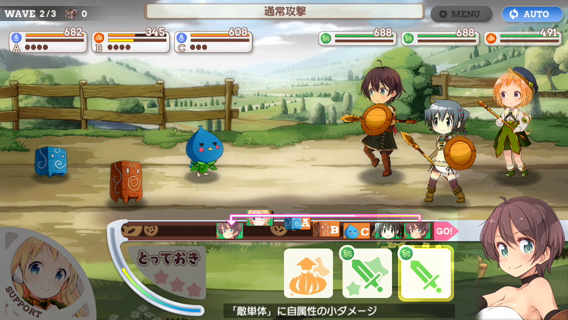 WAVE 2/3 0
通常攻撃
MENU
AUTO
682
345
608
688
688
491
A
B
C
A
B
C
GO!
とっておき
SUPPORT
「敵単体」に自属性の小ダメージ